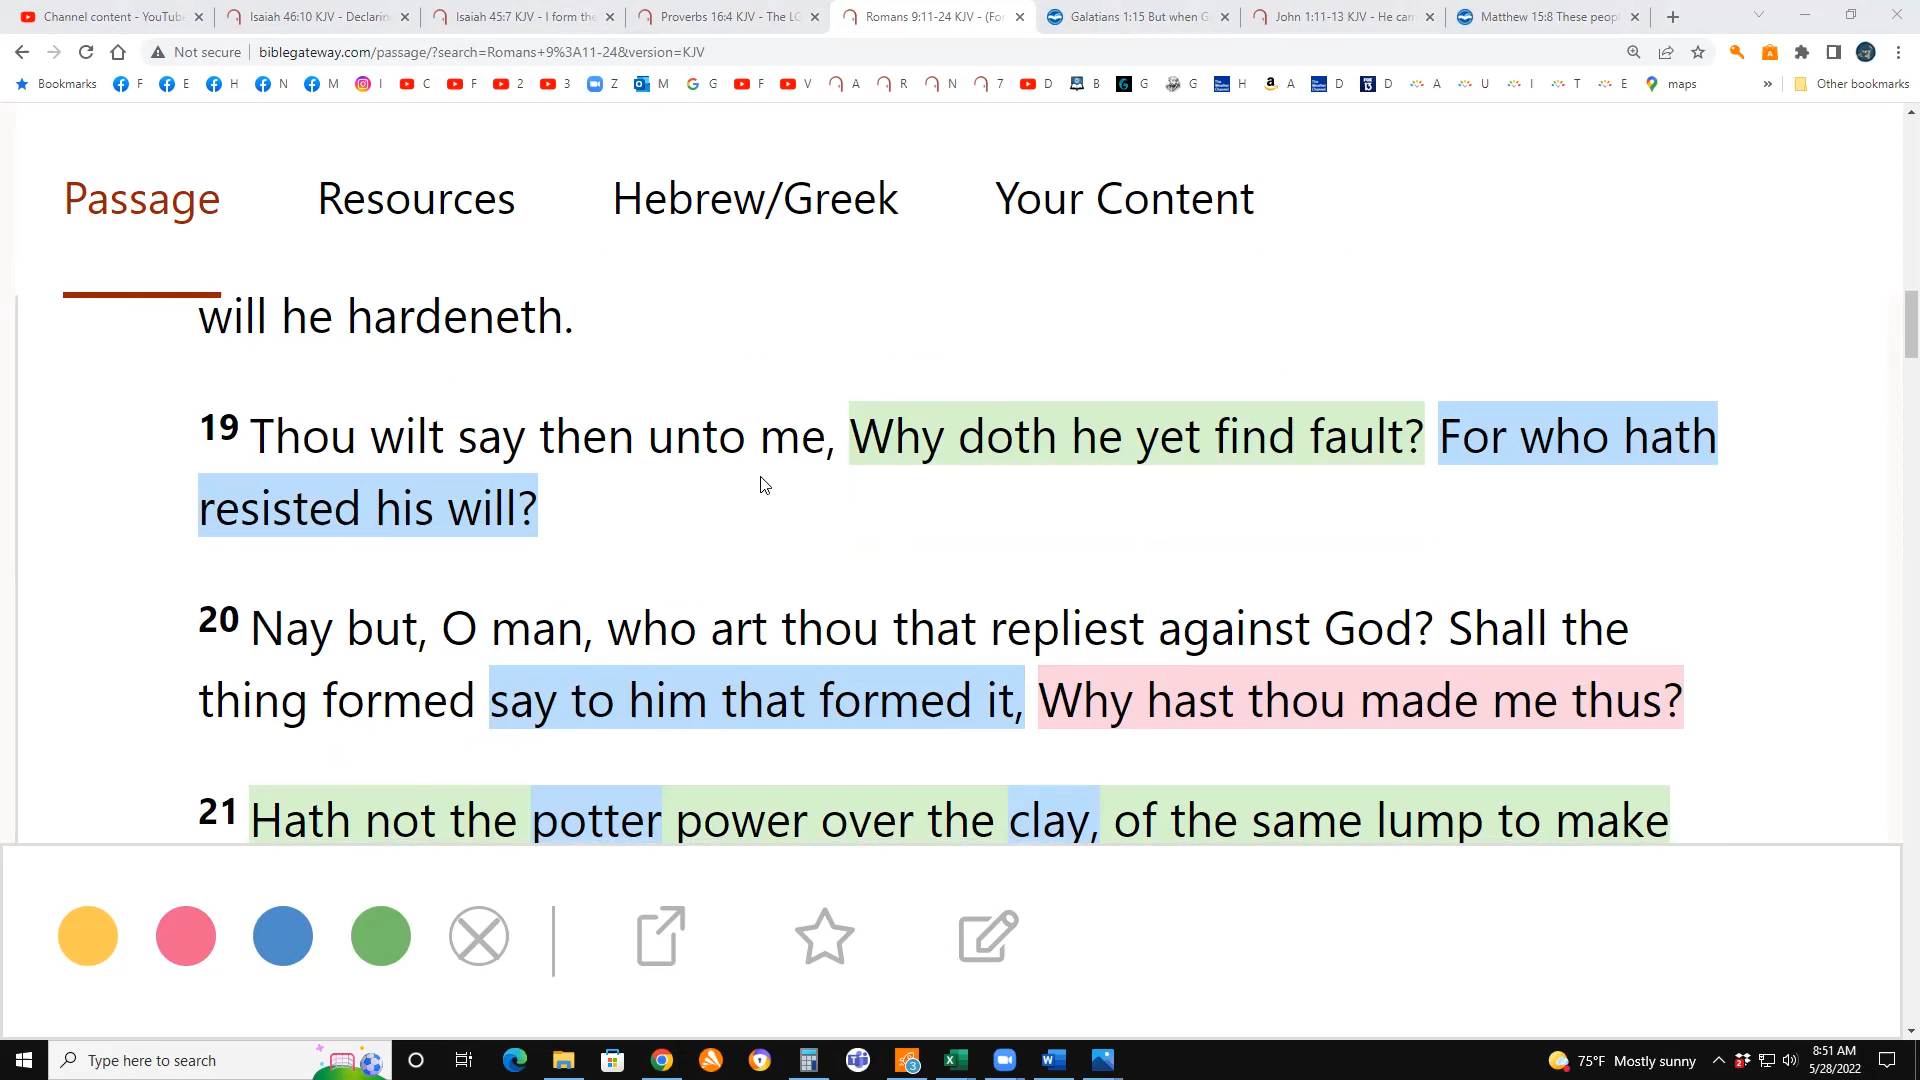 Channel content - YouTube
Isaiah 46:10 KJV - Declarin
Isaiah 45:7 KJV - I form the
Proverbs 16:4 KJV - The LO
Romans 9:11-24 KJV - (For
Galatians 1:15 But when G
John 1:11-13 KJV - He cam
Matthew 15:8 These peopl
Not secure
biblegateway.com/passage/?search=Romans+9%3A11-24&version=KJV
Bookmarks F E H N M I C F 2 3 Z M G F V A R N 7 D B G G H A D D A U I T E maps » Other bookmarks
Passage Resources Hebrew/Greek Your Content
will he hardeneth.
19 Thou wilt say then unto me, Why doth he yet find fault? For who hath
resisted his will?
20 Nay but, O man, who art thou that repliest against God? Shall the
thing formed say to him that formed it, Why hast thou made me thus?
21 Hath not the potter power over the clay, of the same lump to make
Type here to search
3
75°F Mostly sunny
8:51 AM
5/28/2022